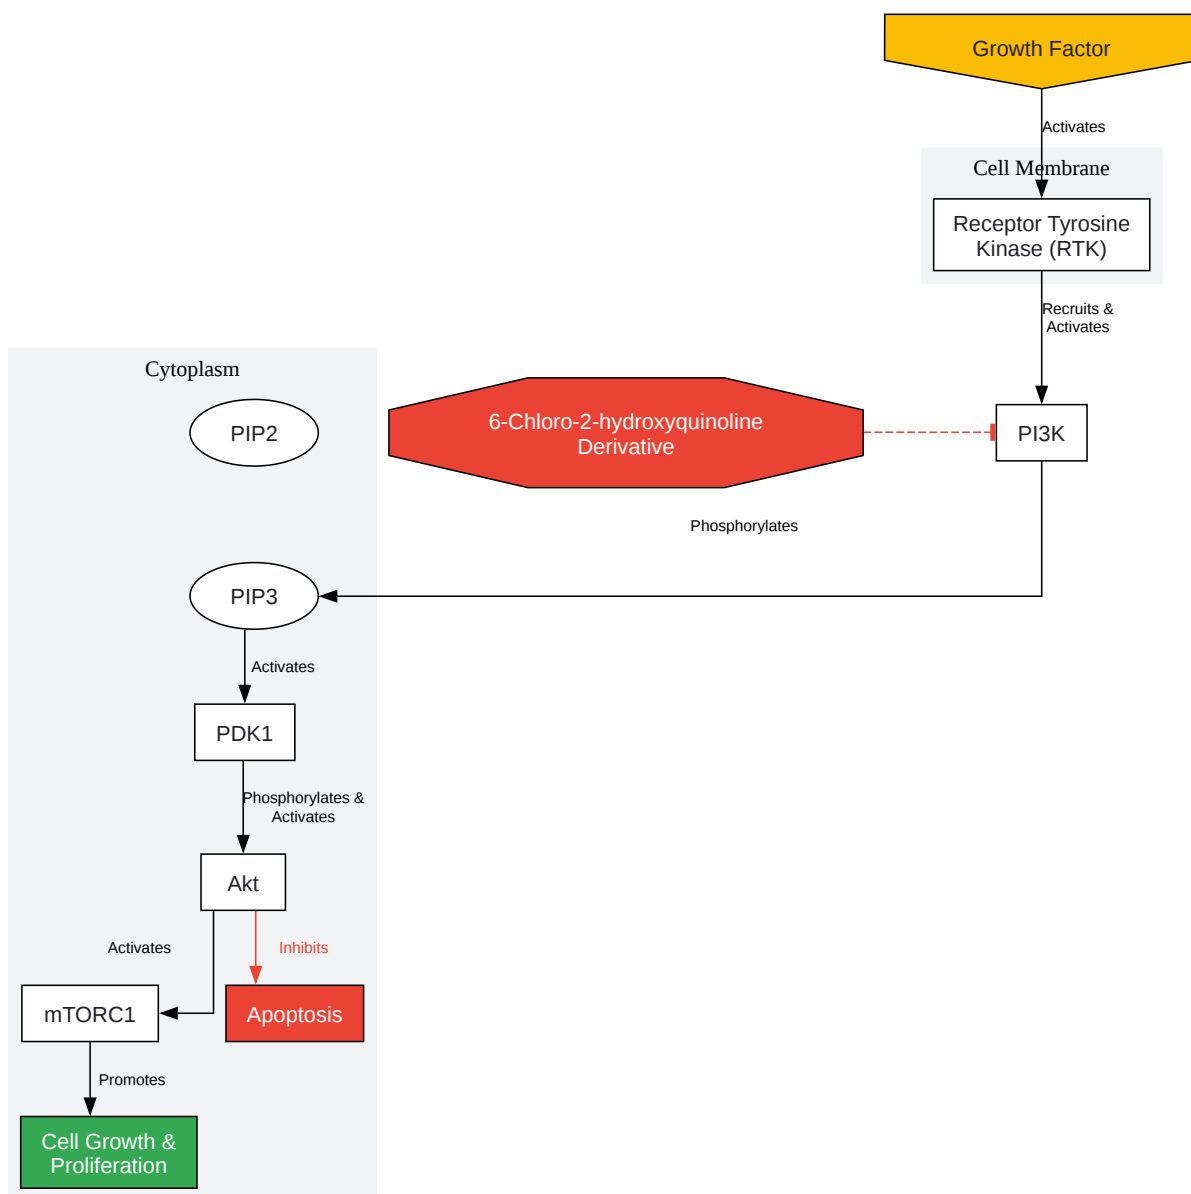 Growth Factor
Activates
Cell Membrane
Receptor Tyrosine
Kinase (RTK)
Recruits &
Activates
Cytoplasm
PIP2
6-Chloro-2-hydroxyquinoline
Derivative
PI3K
Phosphorylates
PIP3
Activates
PDK1
Phosphorylates &
Activates
Akt
Activates
Inhibits
mTORC1
Apoptosis
Promotes
Cell Growth &
Proliferation